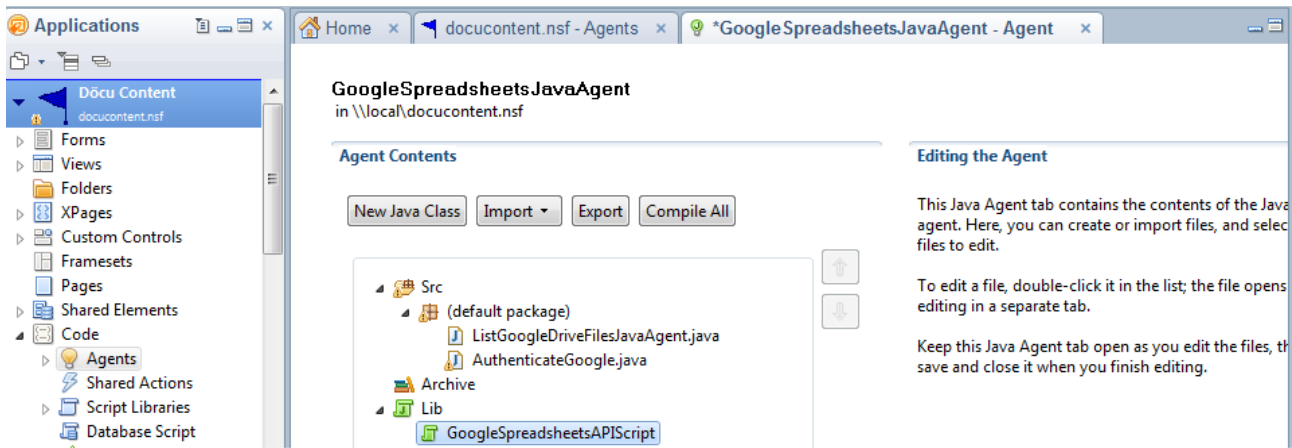 Applications
Döcu Content
docucontent.nsf
Forms
Views
Folders
XPages
Custom Controls
Framesets
Pages
Shared Elements
Code
Agents
Shared Actions
Script Libraries
Database Script
Home
docucontent.nsf - Agents
*GoogleSpreadsheetsJavaAgent - Agent
GoogleSpreadsheetsJavaAgent
in \\local\docucontent.nsf
Agent Contents
New Java Class Import Export Compile All
Src
(default package)
ListGoogleDriveFilesJavaAgent.java
AuthenticateGoogle.java
Archive
Lib
GoogleSpreadsheetsAPIScript
Editing the Agent
This Java Agent tab contains the contents of the Java
agent. Here, you can create or import files, and selec
files to edit.
To edit a file, double-click it in the list; the file opens
editing in a separate tab.
Keep this Java Agent tab open as you edit the files, th
save and close it when you finish editing.